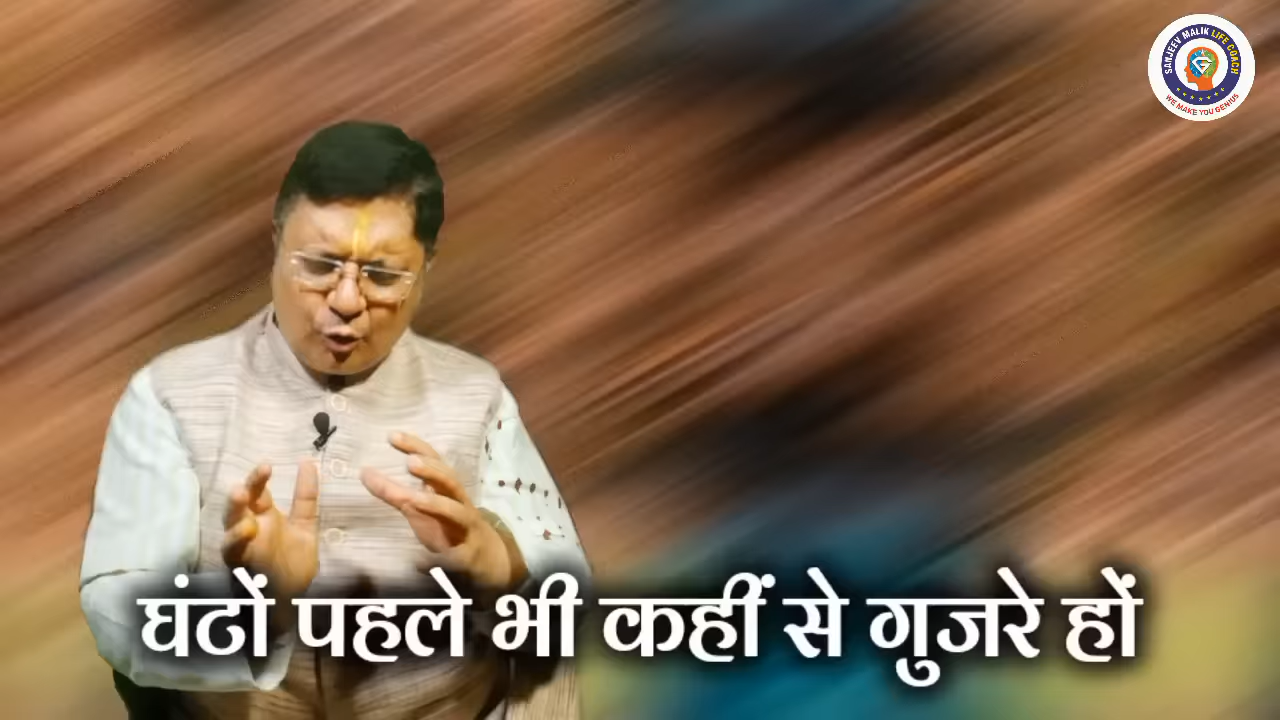 SANJEEV MALIK LIFE COACH
WE MAKE YOU GENIUS
घंटों पहले भी कहीं से गुजरे हों